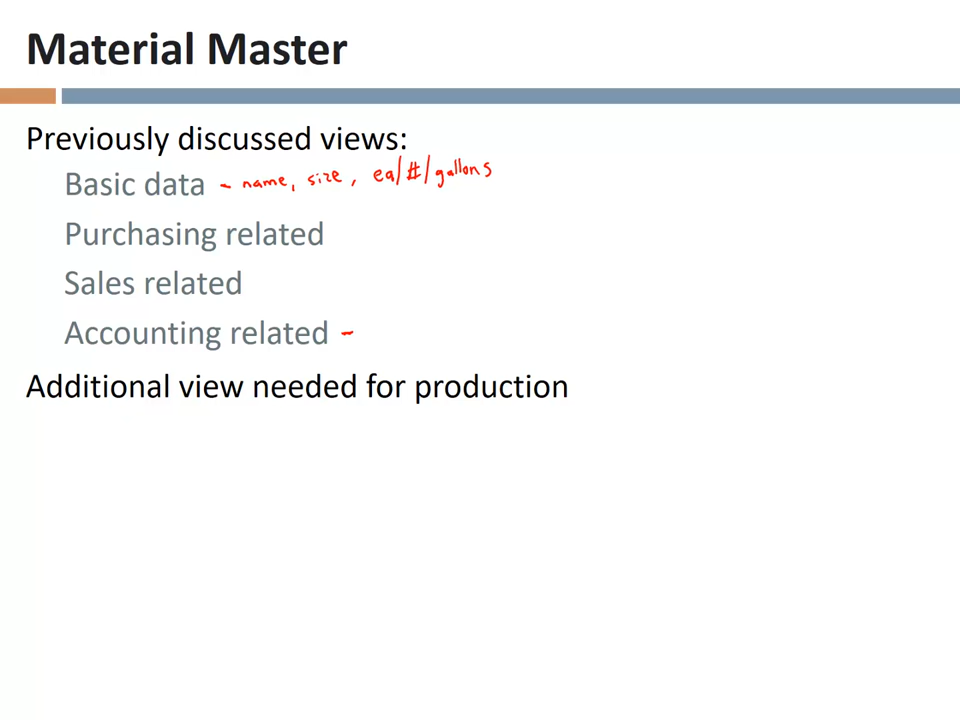 Material Master
Previously discussed views:
Basic data - name, size, ea/#/gallons
Purchasing related
Sales related
Accounting related -
Additional view needed for production